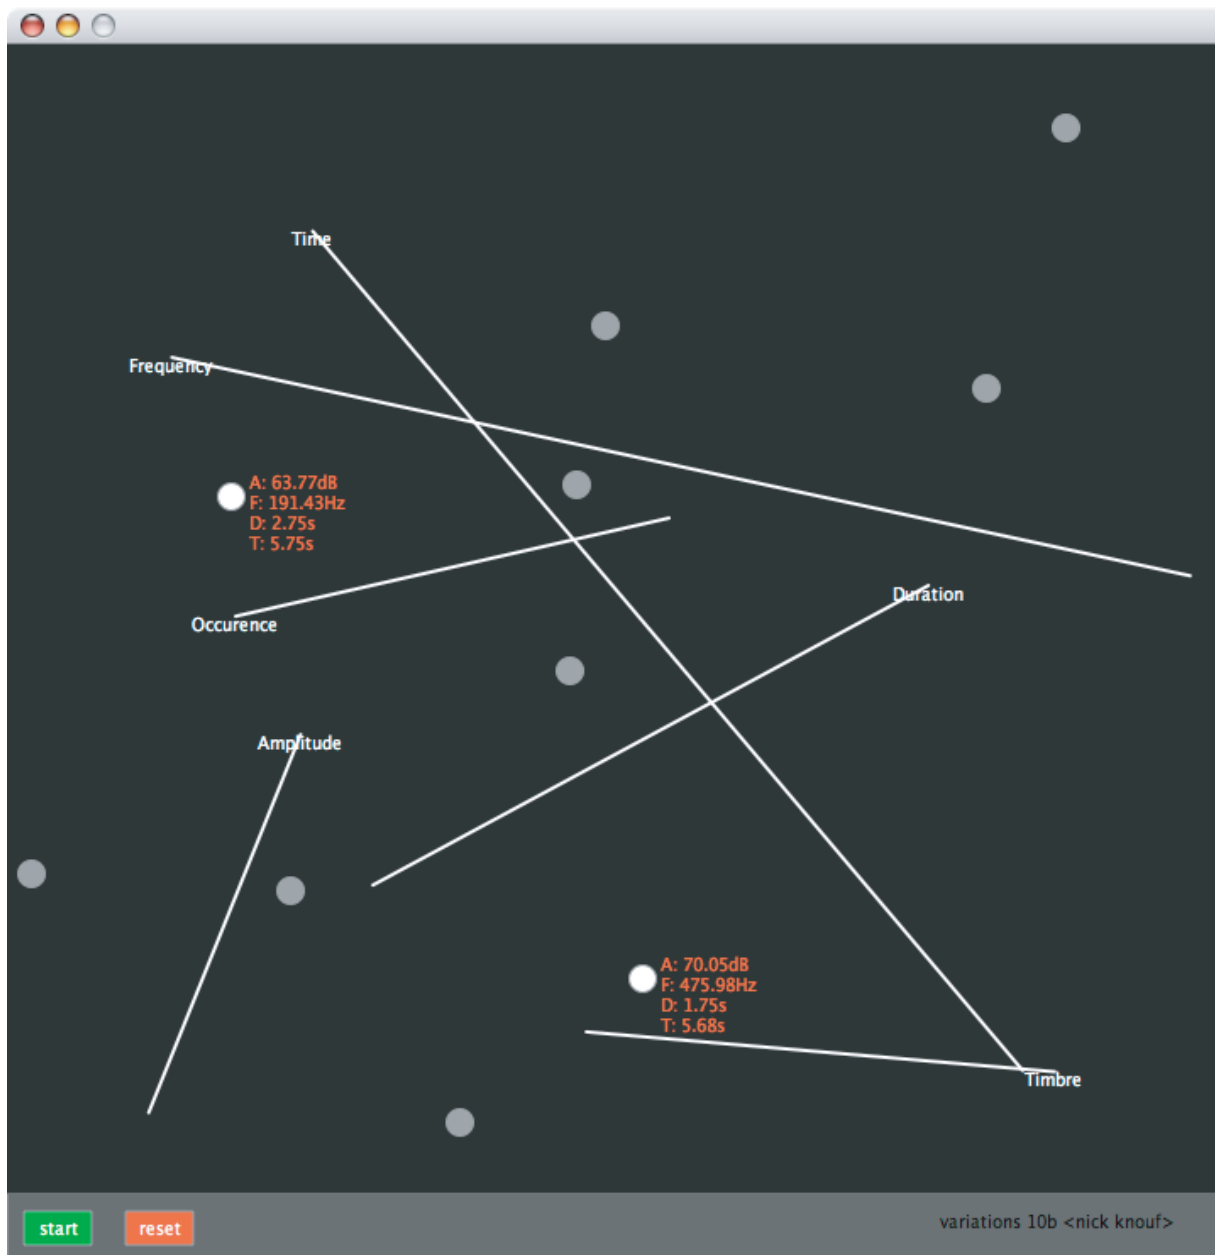 Time
Frequency
A: 63.77dB
F: 191.43Hz
D: 2.75s
T: 5.75s
Duration
Occurence
Amplitude
A: 70.05dB
F: 475.98Hz
D: 1.75s
T: 5.68s
Timbre
start
reset
variations 10b <nick knouf>